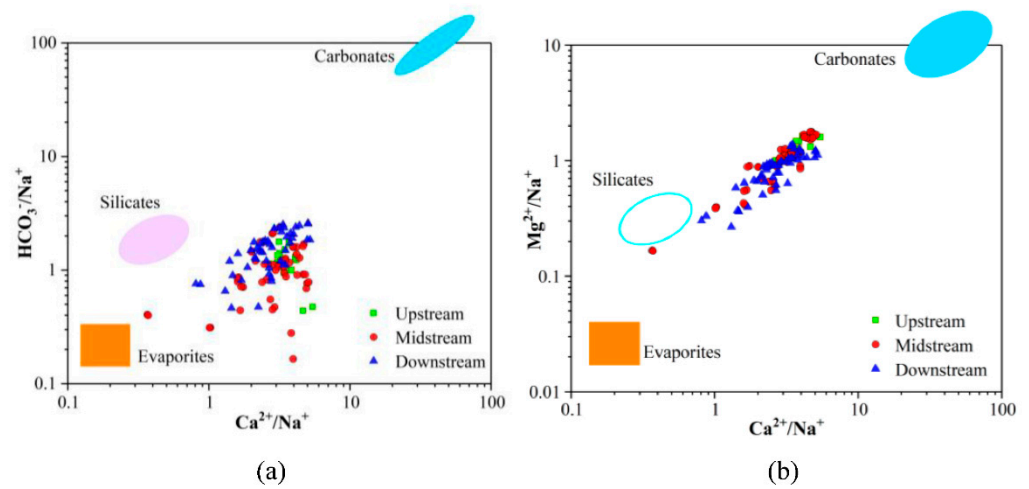 100
10
1
0.1
HCO₃⁻/Na⁺
Carbonates
Silicates
Evaporites
Upstream
Midstream
Downstream
0.1 1 10 100
Ca²⁺/Na⁺
(a)
10
1
0.1
0.01
Mg²⁺/Na⁺
Carbonates
Silicates
Evaporites
Upstream
Midstream
Downstream
0.1 1 10 100
Ca²⁺/Na⁺
(b)